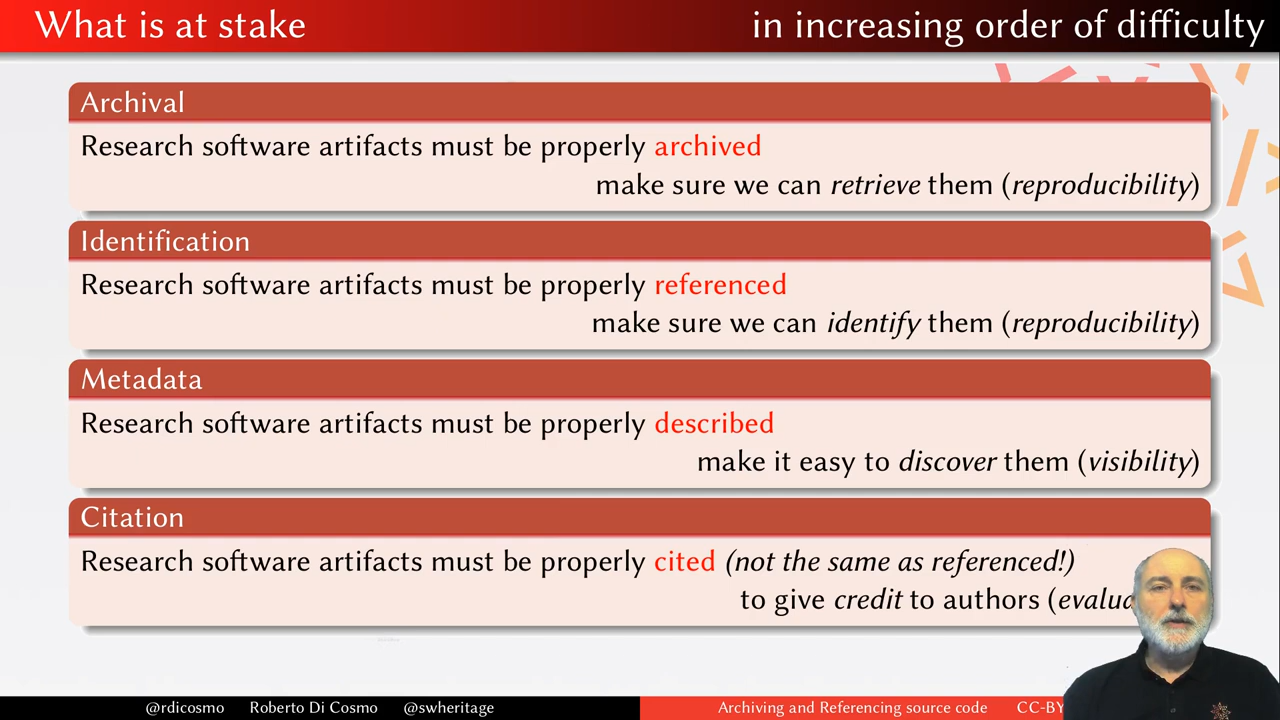 What is at stake
in increasing order of difficulty
Archival
Research software artifacts must be properly archived
make sure we can retrieve them (reproducibility)
Identification
Research software artifacts must be properly referenced
make sure we can identify them (reproducibility)
Metadata
Research software artifacts must be properly described
make it easy to discover them (visibility)
Citation
Research software artifacts must be properly cited (not the same as referenced!)
to give credit to authors (
@rdicosmo Roberto Di Cosmo @swheritage
Archiving and Referencing source code CC-BY